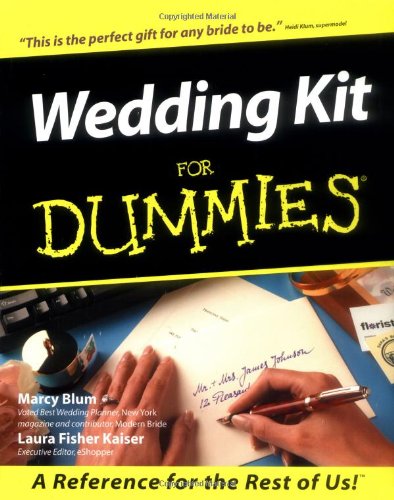 Copyrighted Material
"This is the perfect gift for any bride to be." Heidi Klum, supermodel
Wedding Kit
FOR
DUMMIES®
florist
Mr. + Mrs. James Johnson
12 Pleasan
Marcy Blum
Voted Best Wedding Planner, New York
magazine and contributor, Modern Bride
Laura Fisher Kaiser
Executive Editor, eShopper
A Reference for the Rest of Us!™